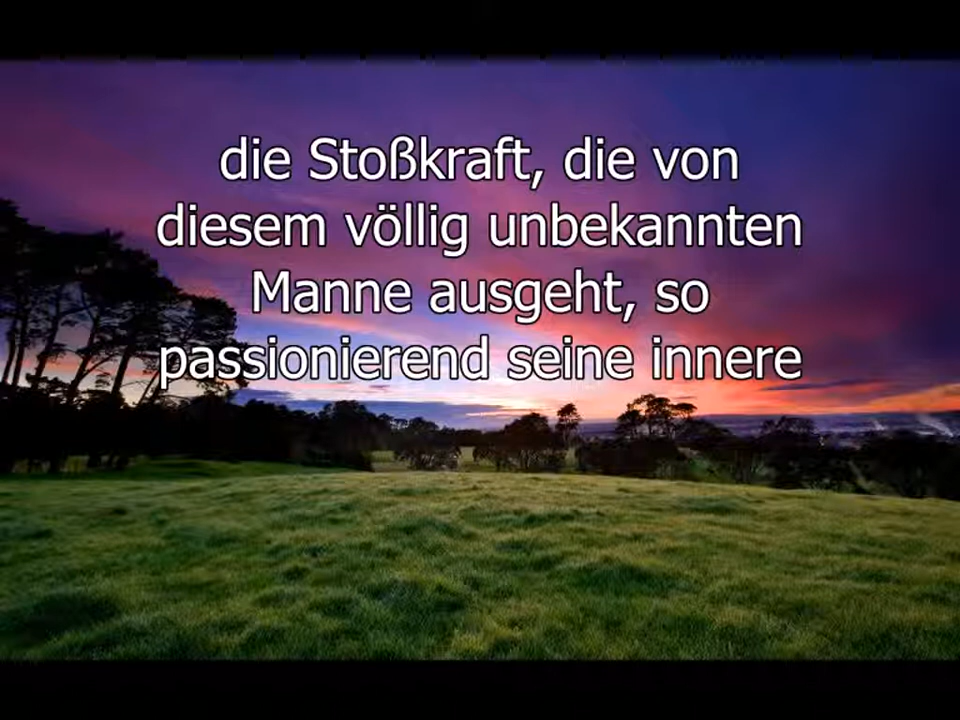 die Stoßkraft, die von
diesem völlig unbekannten
Manne ausgeht, so
passionierend seine innere